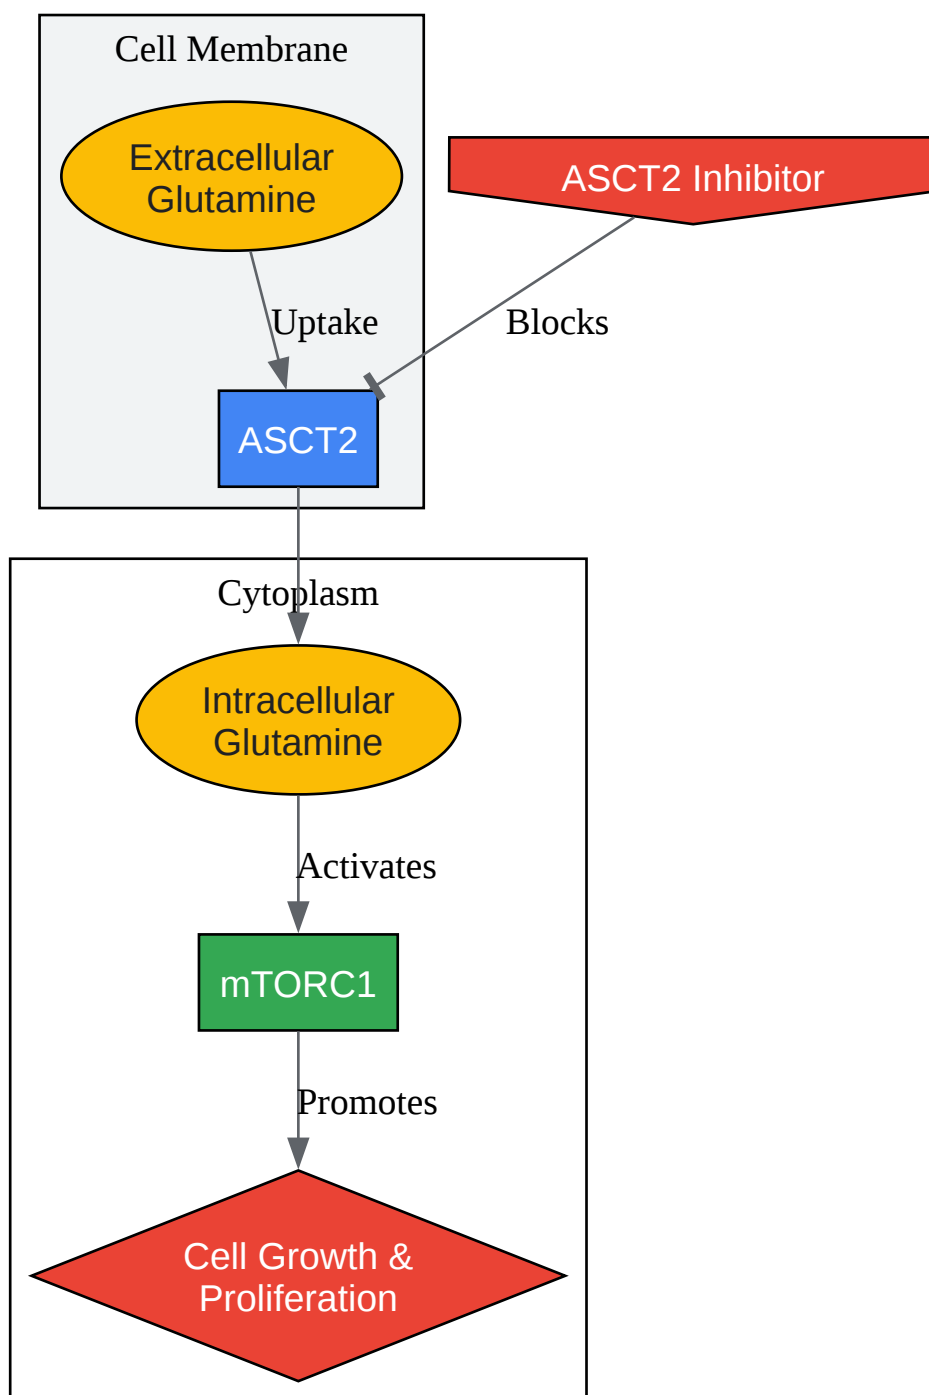 Cell Membrane
Extracellular
Glutamine
ASCT2 Inhibitor
Uptake
Blocks
ASCT2
Cytoplasm
Intracellular
Glutamine
Activates
mTORC1
Promotes
Cell Growth &
Proliferation